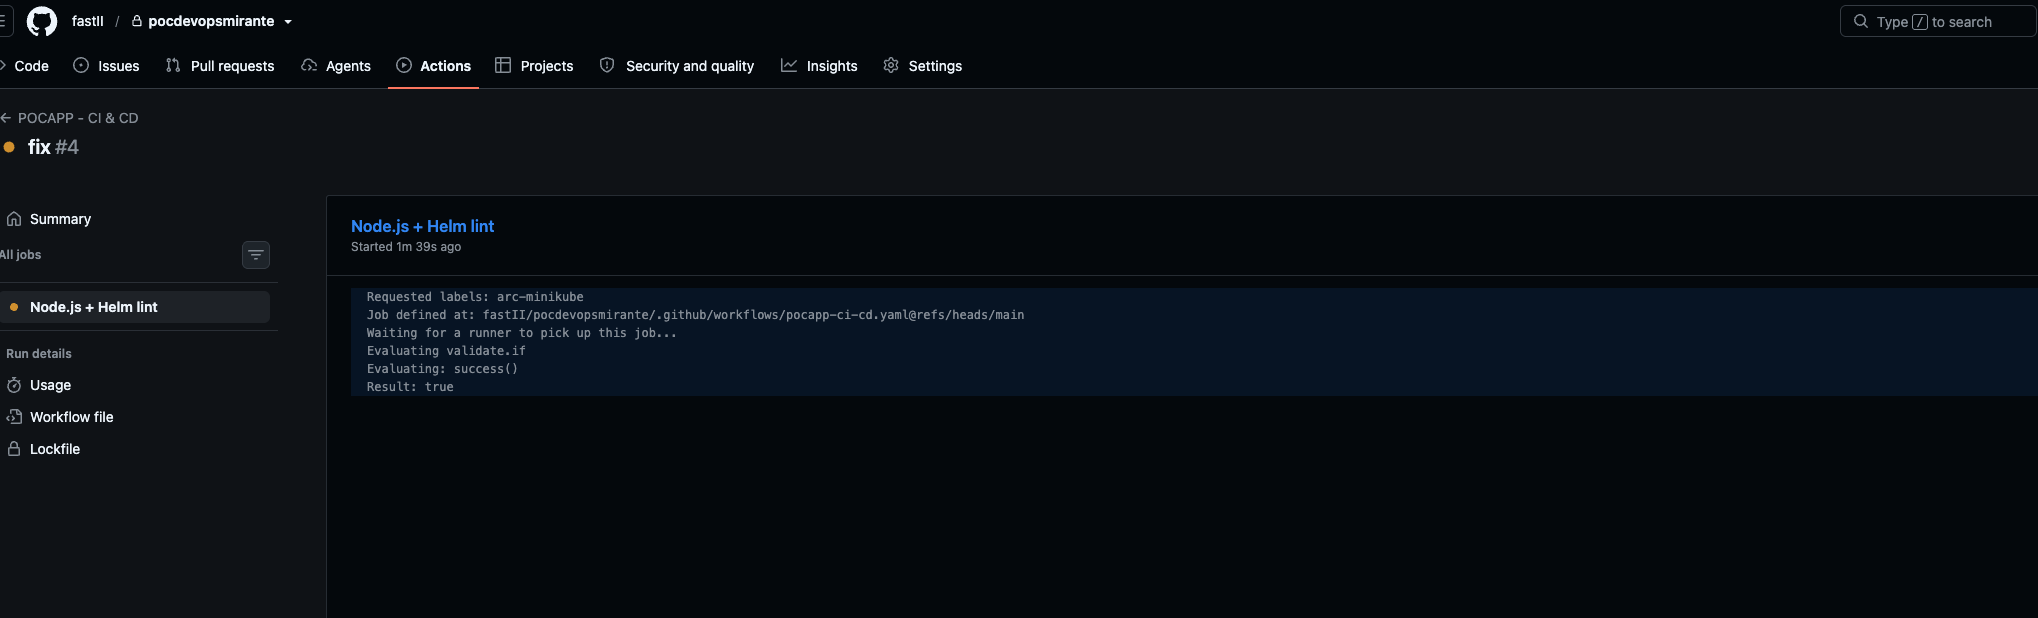 fastII / pocdevopsmirante
Type / to search
Code Issues Pull requests Agents Actions Projects Security and quality Insights Settings
← POCAPP - CI & CD
fix #4
Summary
All jobs
Node.js + Helm lint
Run details
Usage
Workflow file
Lockfile
Node.js + Helm lint
Started 1m 39s ago
Requested labels: arc-minikube
Job defined at: fastII/pocdevopsmirante/.github/workflows/pocapp-ci-cd.yaml@refs/heads/main
Waiting for a runner to pick up this job...
Evaluating validate.if
Evaluating: success()
Result: true